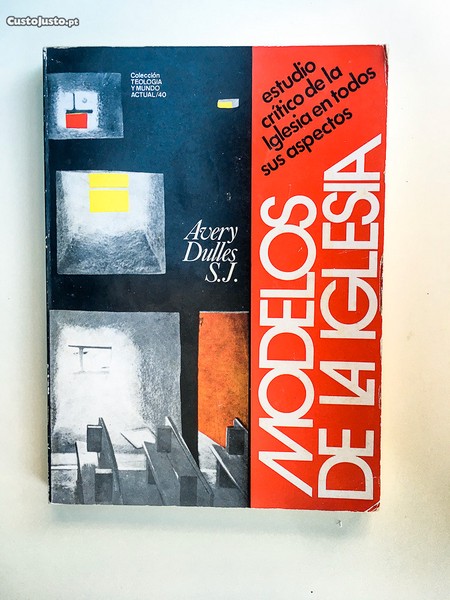 CustoJusto.pt
Colección
TEOLOGIA
Y MUNDO
ACTUAL/40
estudio
crítico de la
Iglesia en todos
sus aspectos
Avery
Dulles
S.J.
MODELOS
DE LA IGLESIA